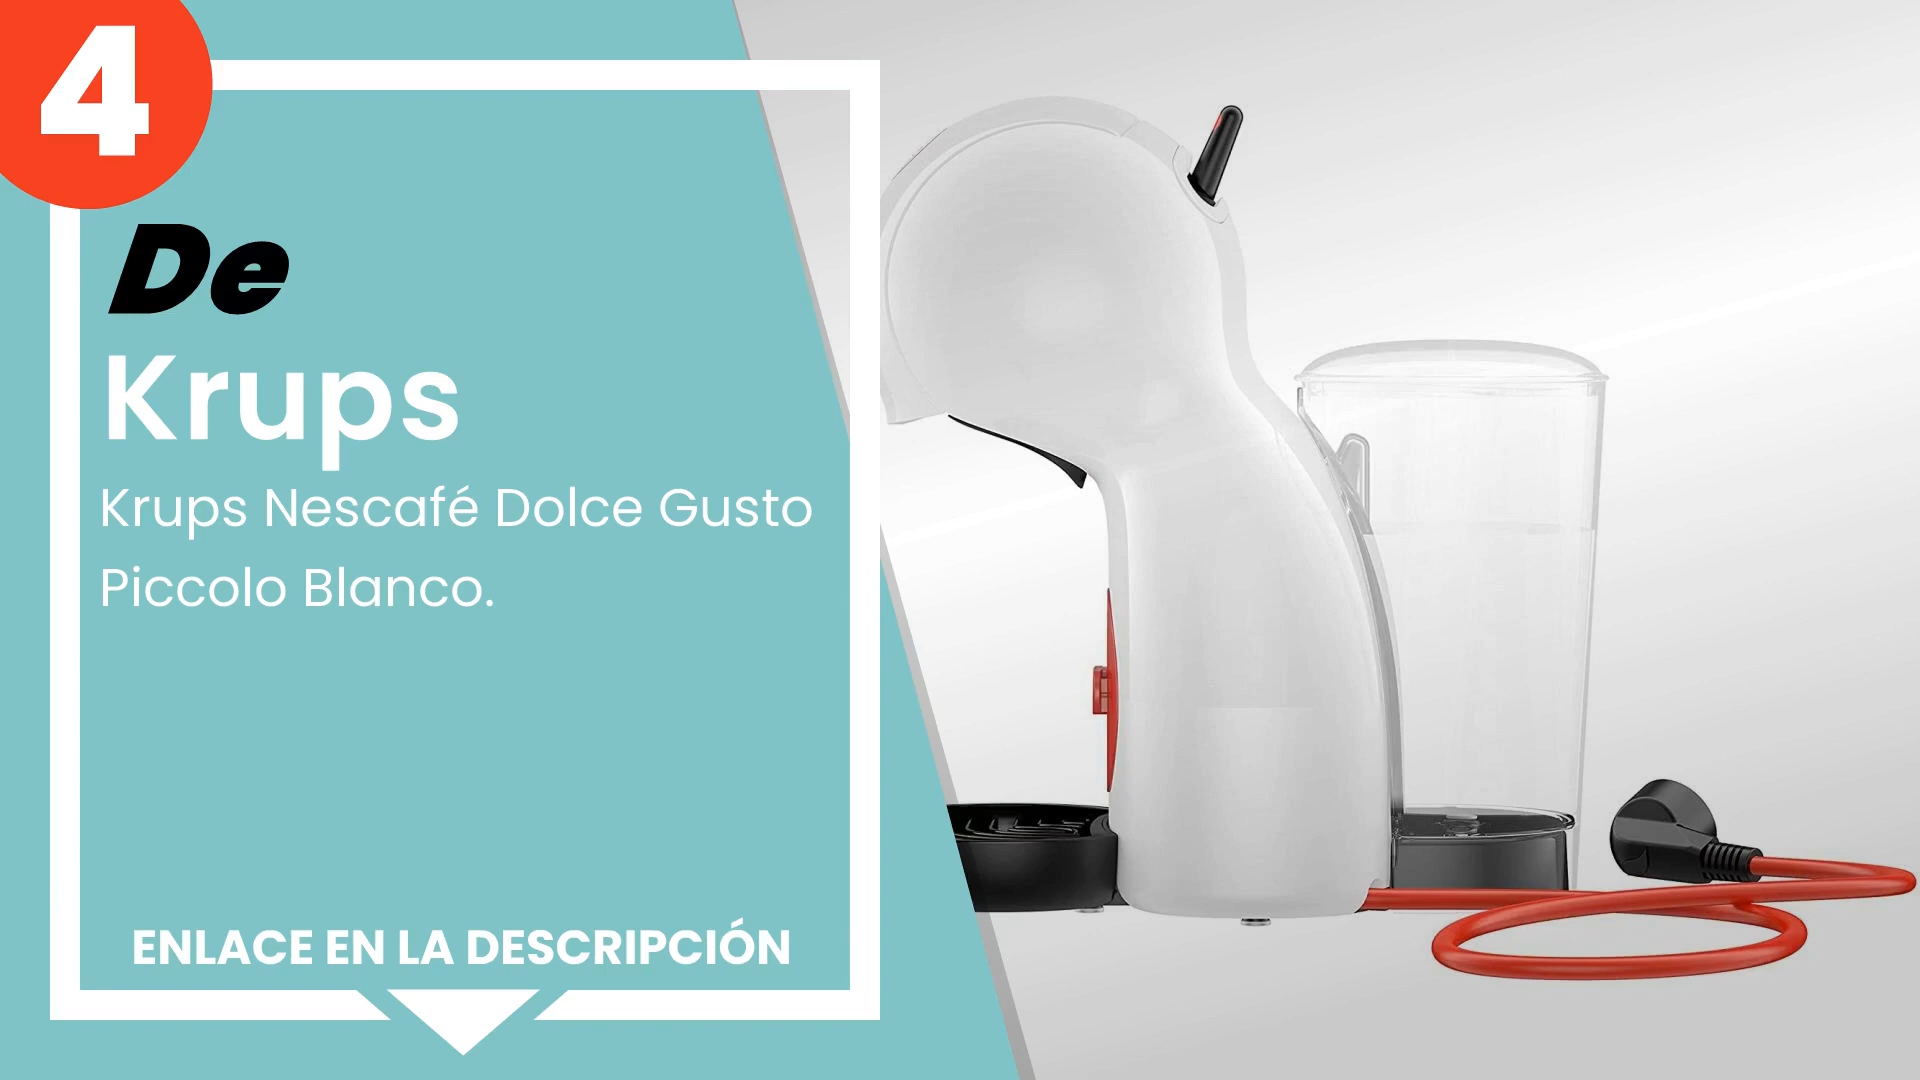 4
De
Krups
Krups Nescafé Dolce Gusto
Piccolo Blanco.
ENLACE EN LA DESCRIPCIÓN